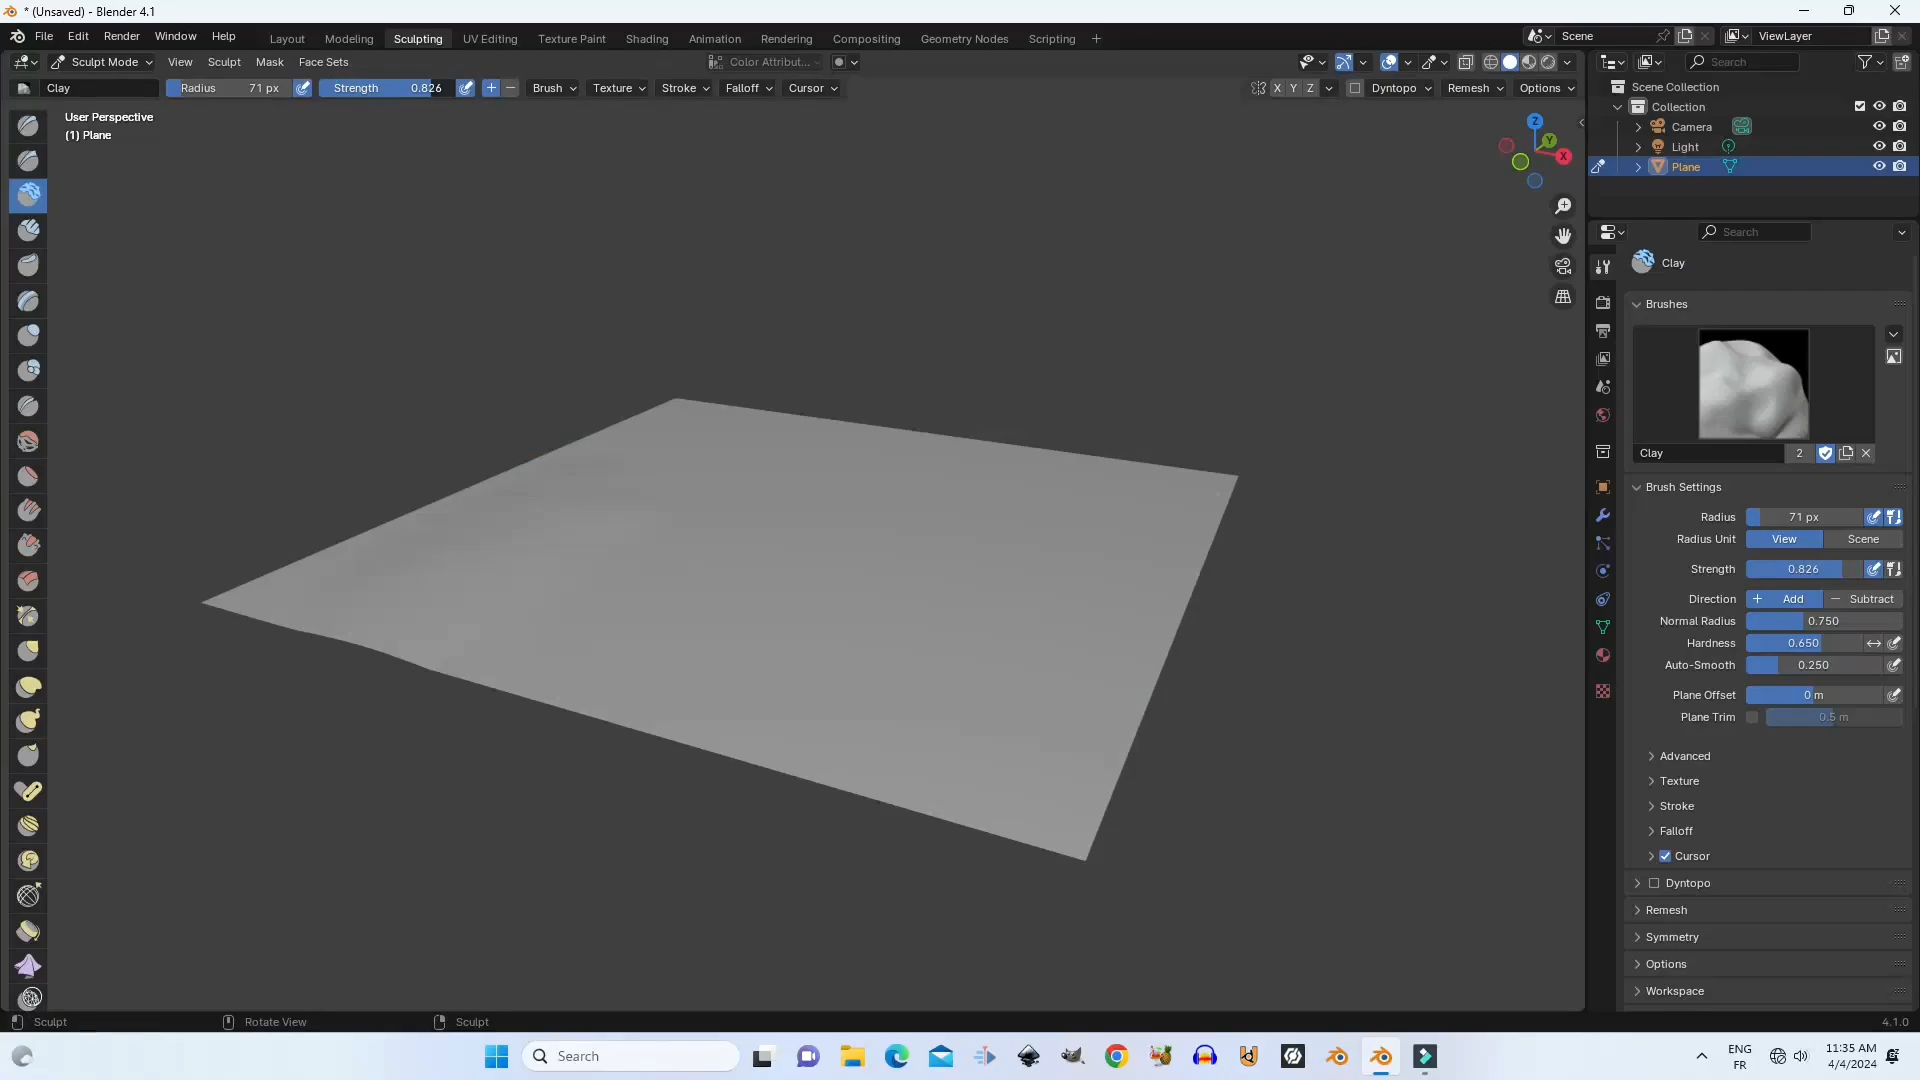 * (Unsaved) - Blender 4.1
File Edit Render Window Help Layout Modeling Sculpting UV Editing Texture Paint Shading Animation Rendering Compositing Geometry Nodes Scripting + Scene ViewLayer
Sculpt Mode View Sculpt Mask Face Sets Color Attribut... Search
Clay Radius 71 px Strength 0.826 Brush Texture Stroke Falloff Cursor X Y Z Dyntopo Remesh Options
Scene Collection
Collection
Camera
Light
Plane
User Perspective
(1) Plane
Z
Y
X
Search
Clay
Brushes
Clay 2
Brush Settings
Radius 71 px
Radius Unit View Scene
Strength 0.826
Direction + Add − Subtract
Normal Radius 0.750
Hardness 0.650
Auto-Smooth 0.250
Plane Offset 0 m
Plane Trim 0.5 m
Advanced
Texture
Stroke
Falloff
Cursor
Dyntopo
Remesh
Symmetry
Options
Workspace
Sculpt Rotate View Sculpt 4.1.0
Search
ENG
FR
11:35 AM
4/4/2024